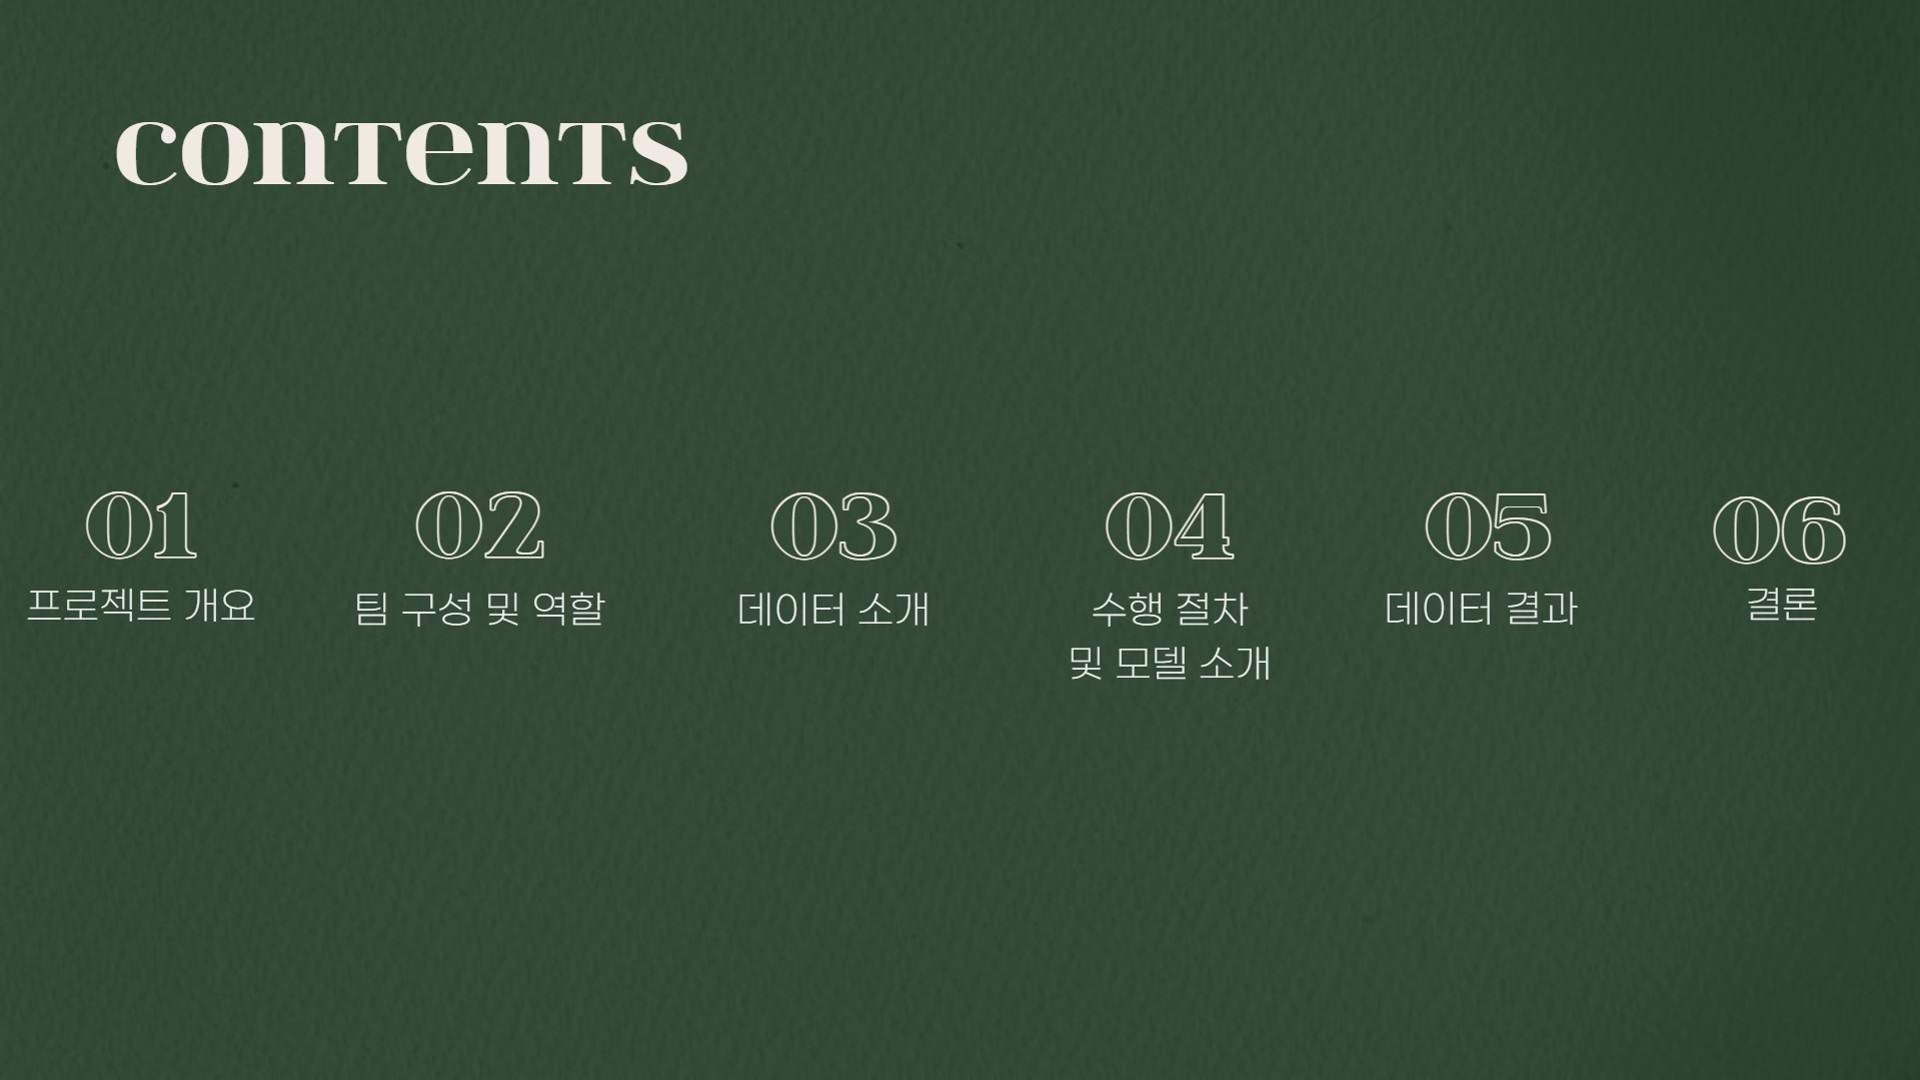 conTenTs
01
프로젝트 개요
02
팀 구성 및 역할
03
데이터 소개
04
수행 절차
및 모델 소개
05
데이터 결과
06
결론